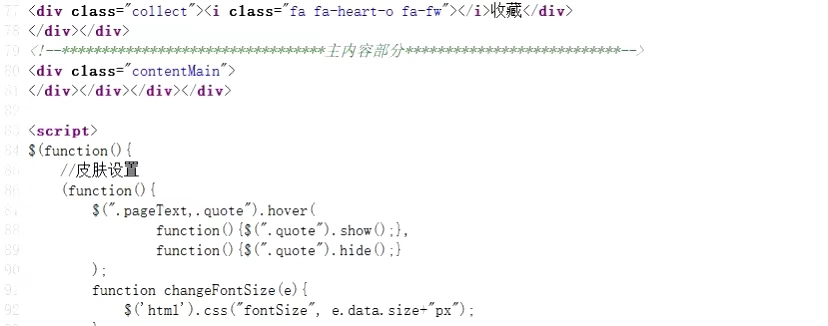 77 <div class="collect"><i class="fa fa-heart-o fa-fw"></i>收藏</div>
78 </div></div>
79 <!--*********************************主内容部分***************************-->
80 <div class="contentMain">
81 </div></div></div></div>
82
83 <script>
84 $(function(){
85 //皮肤设置
86 (function(){
87 $(".pageText,.quote").hover(
88 function(){$(".quote").show();},
89 function(){$(".quote").hide();}
90 );
91 function changeFontSize(e){
92 $('html').css("fontSize", e.data.size+"px");